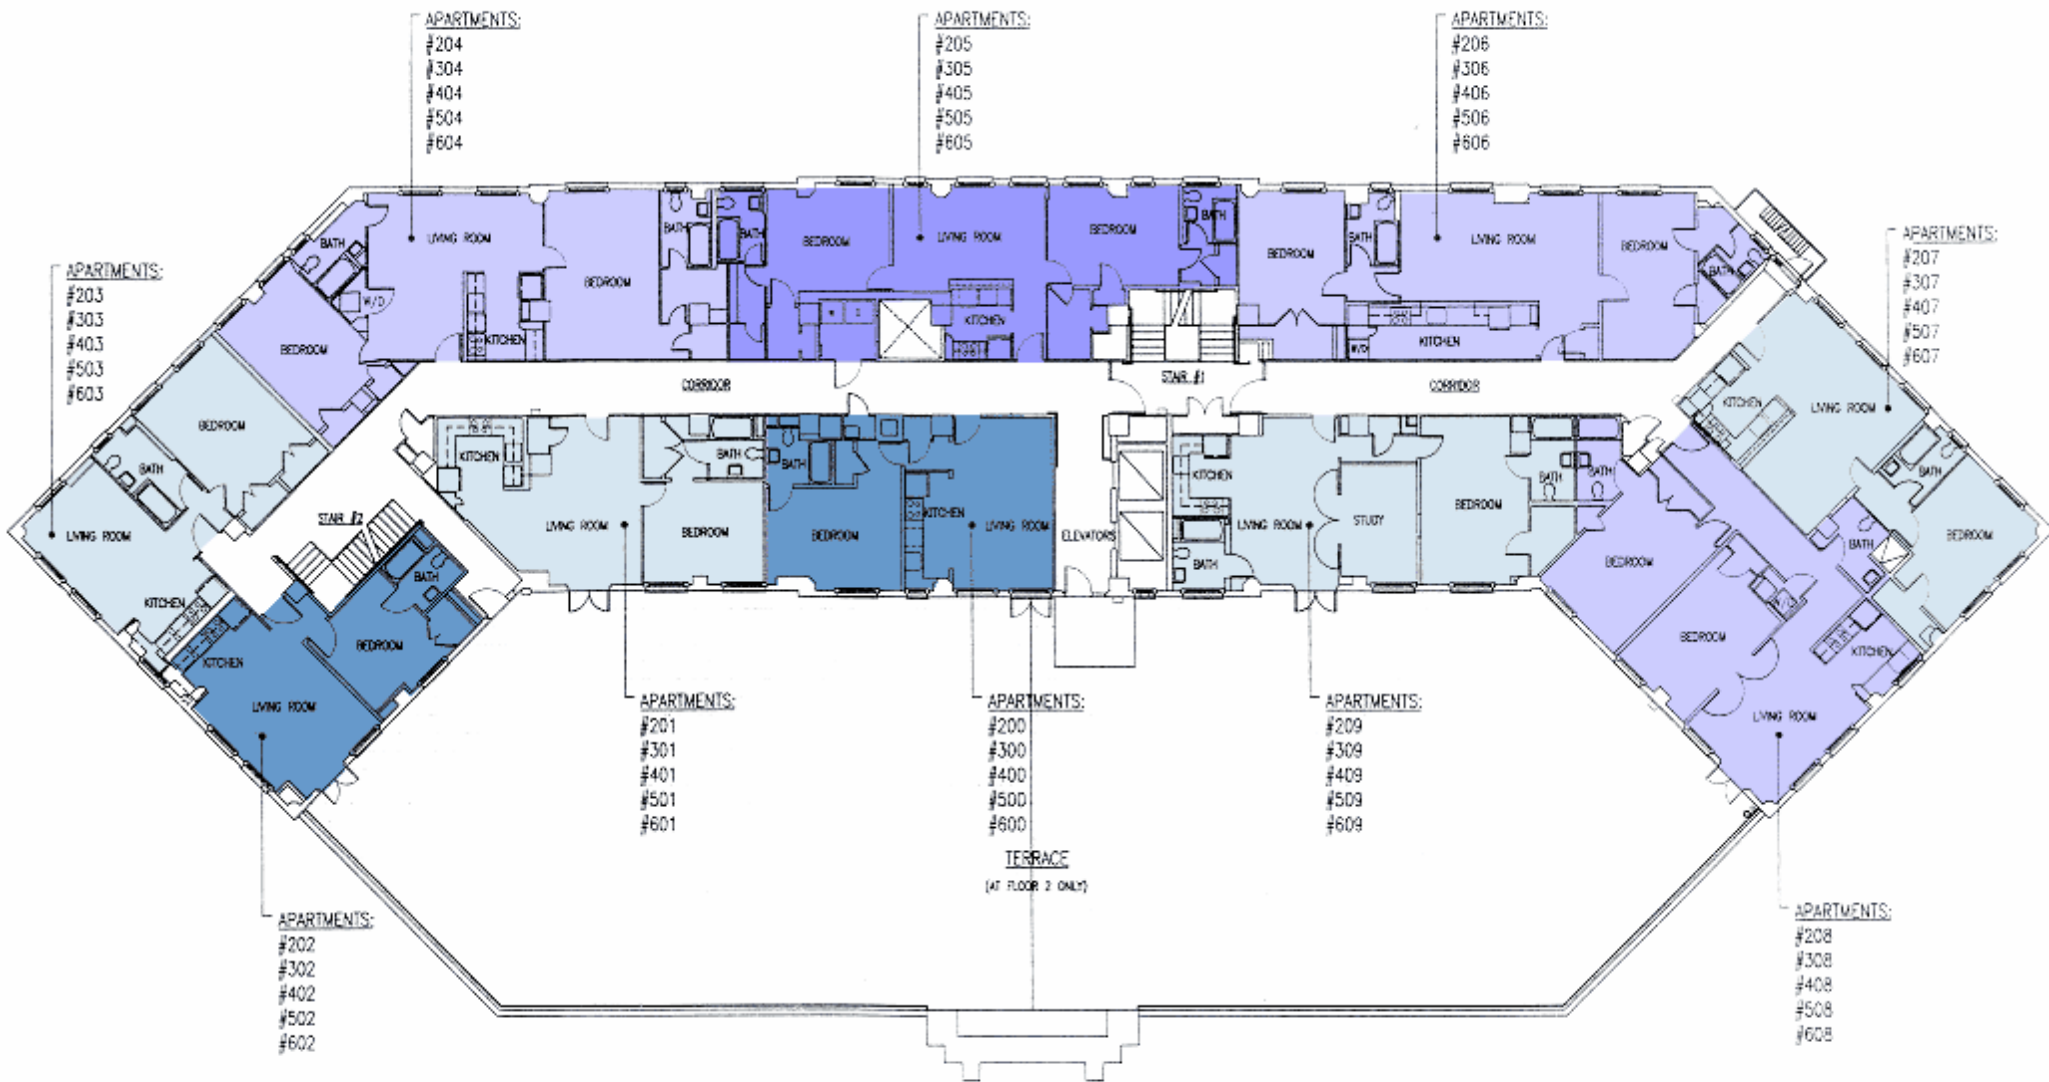 APARTMENTS:
#204
#304
#404
#504
#604
APARTMENTS:
#205
#305
#405
#505
#605
APARTMENTS:
#206
#306
#406
#506
#606
APARTMENTS:
#203
#303
#403
#503
#603
APARTMENTS:
#207
#307
#407
#507
#607
BATH
LIVING ROOM
W/D
KITCHEN
BEDROOM
BEDROOM
BATH
BATH
BEDROOM
LIVING ROOM
KITCHEN
BEDROOM
BATH
BEDROOM
BATH
LIVING ROOM
W/D
KITCHEN
BEDROOM
BATH
CORRIDOR
STAIR #1
CORRIDOR
BEDROOM
BATH
LIVING ROOM
KITCHEN
STAIR #2
KITCHEN
LIVING ROOM
BATH
BEDROOM
BATH
BEDROOM
KITCHEN
LIVING ROOM
ELEVATORS
KITCHEN
LIVING ROOM
BATH
STUDY
BEDROOM
BATH
BATH
BEDROOM
BEDROOM
BATH
KITCHEN
LIVING ROOM
KITCHEN
LIVING ROOM
BATH
BEDROOM
BATH
BEDROOM
KITCHEN
LIVING ROOM
APARTMENTS:
#201
#301
#401
#501
#601
APARTMENTS:
#200
#300
#400
#500
#600
APARTMENTS:
#209
#309
#409
#509
#609
TERRACE
(AT FLOOR 2 ONLY)
APARTMENTS:
#202
#302
#402
#502
#602
APARTMENTS:
#208
#308
#408
#508
#608